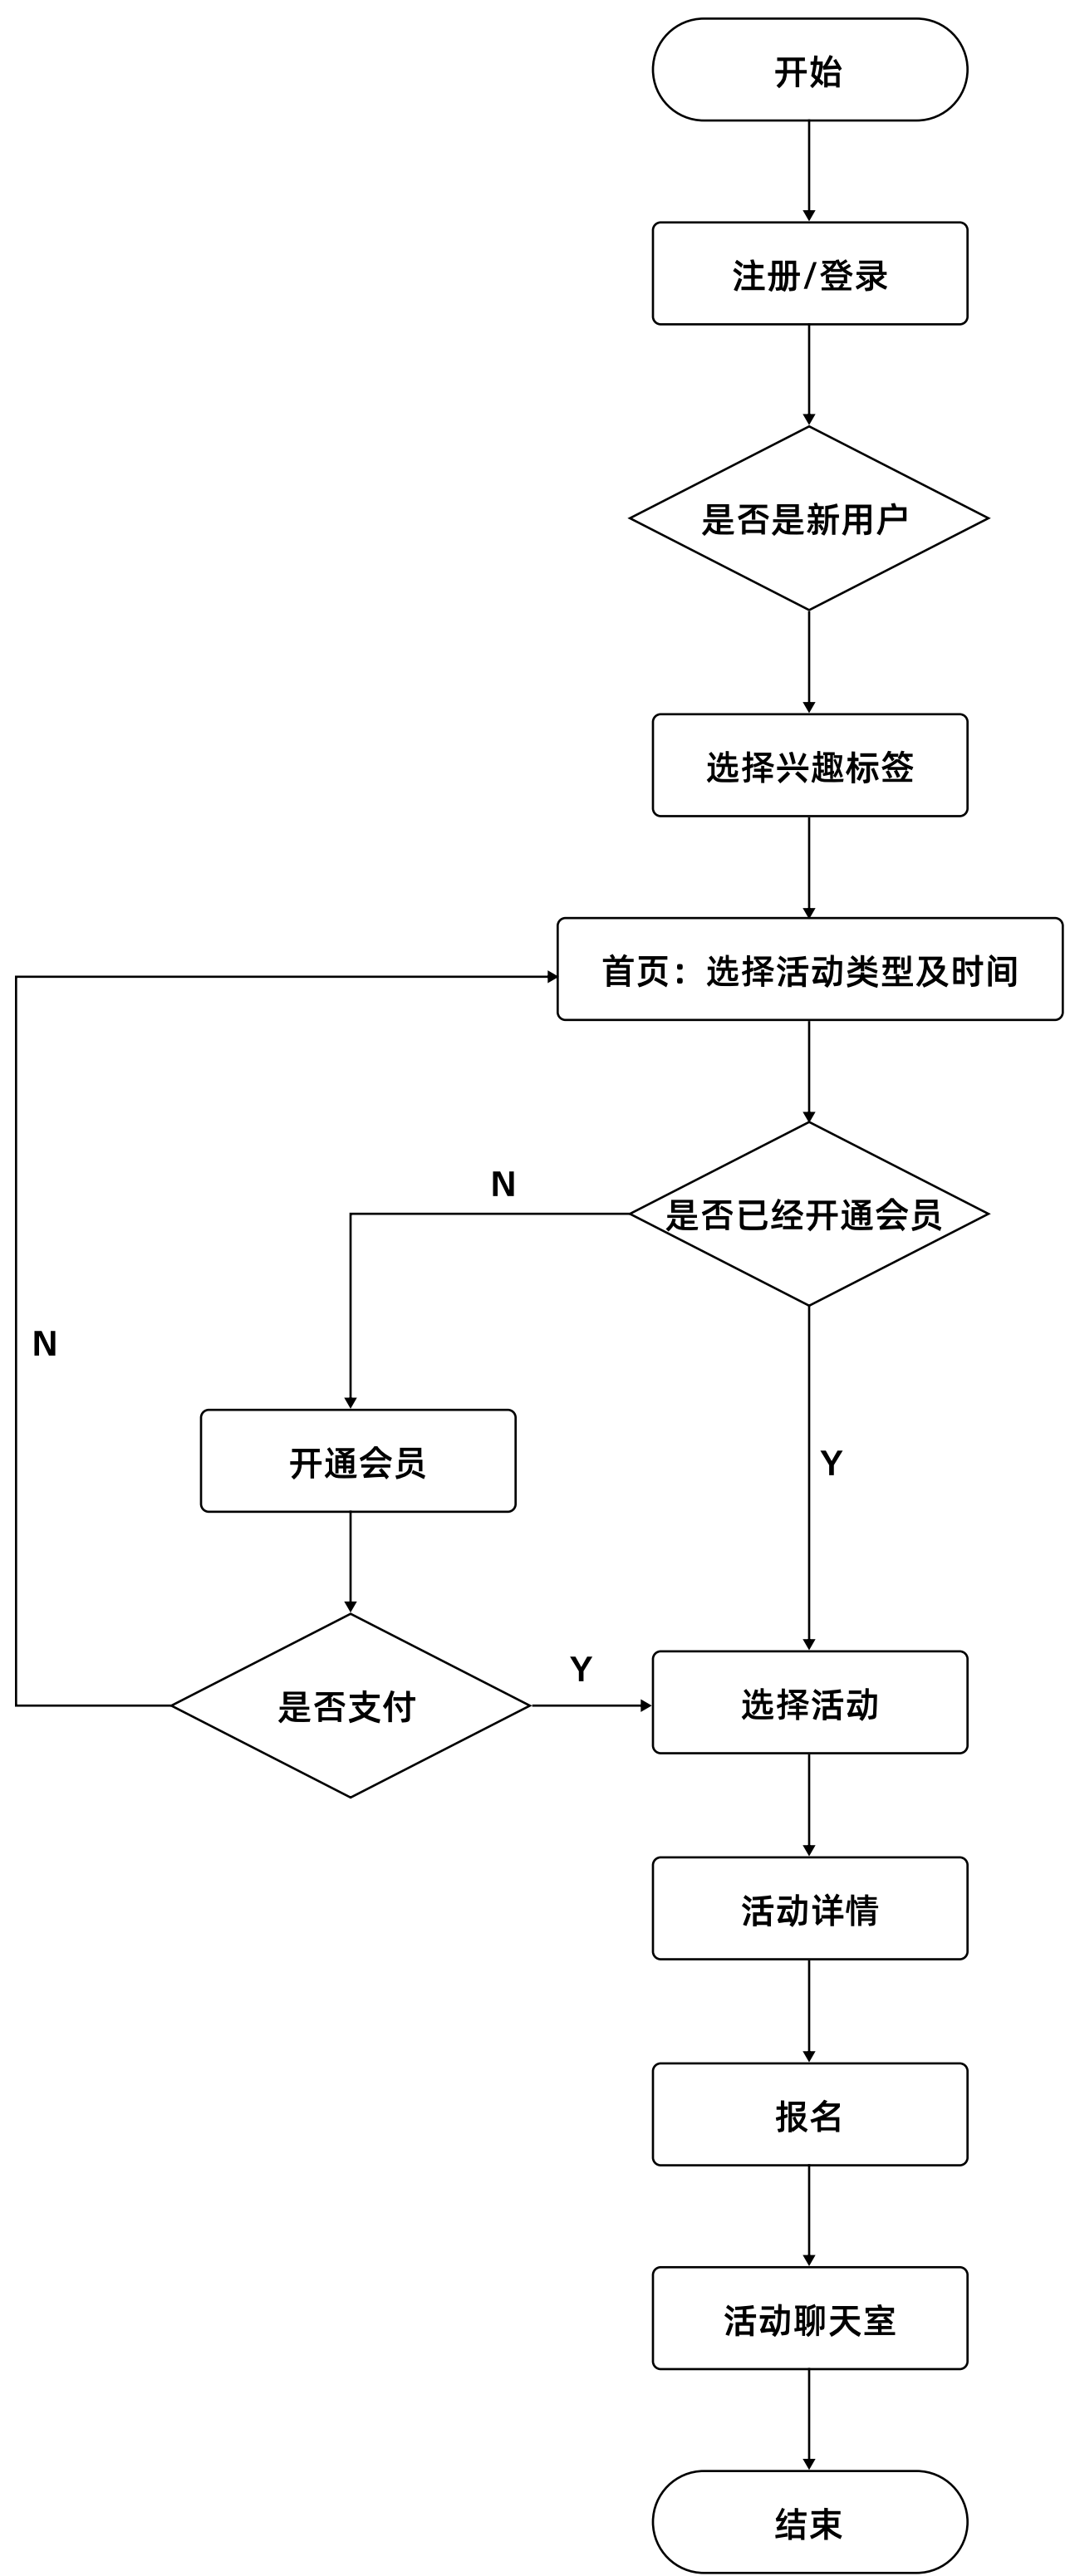 开始
注册/登录
是否是新用户
选择兴趣标签
首页：选择活动类型及时间
N
是否已经开通会员
N
开通会员
Y
Y
是否支付
选择活动
活动详情
报名
活动聊天室
结束